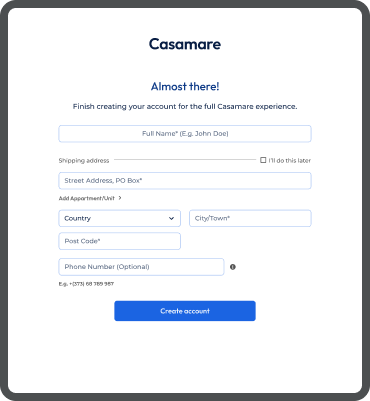 Casamare
Almost there!
Finish creating your account for the full Casamare experience.
Full Name* (E.g. John Doe)
Shipping address
I'll do this later
Street Address, PO Box*
Add Appartment/Unit >
Country
City/Town*
Post Code*
Phone Number (Optional)
E.g. +(373) 68 789 987
Create account